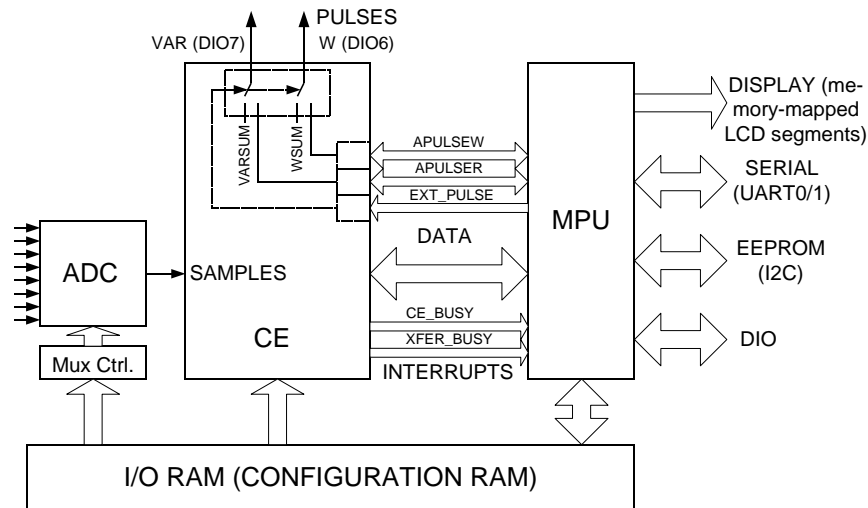 PULSES
VAR (DIO7)
W (DIO6)
VARSUM
WSUM
APULSEW
APULSER
EXT_PULSE
DATA
CE_BUSY
XFER_BUSY
INTERRUPTS
ADC
SAMPLES
CE
Mux Ctrl.
MPU
DISPLAY (me-
mory-mapped
LCD segments)
SERIAL
(UART0/1)
EEPROM
(I2C)
DIO
I/O RAM (CONFIGURATION RAM)